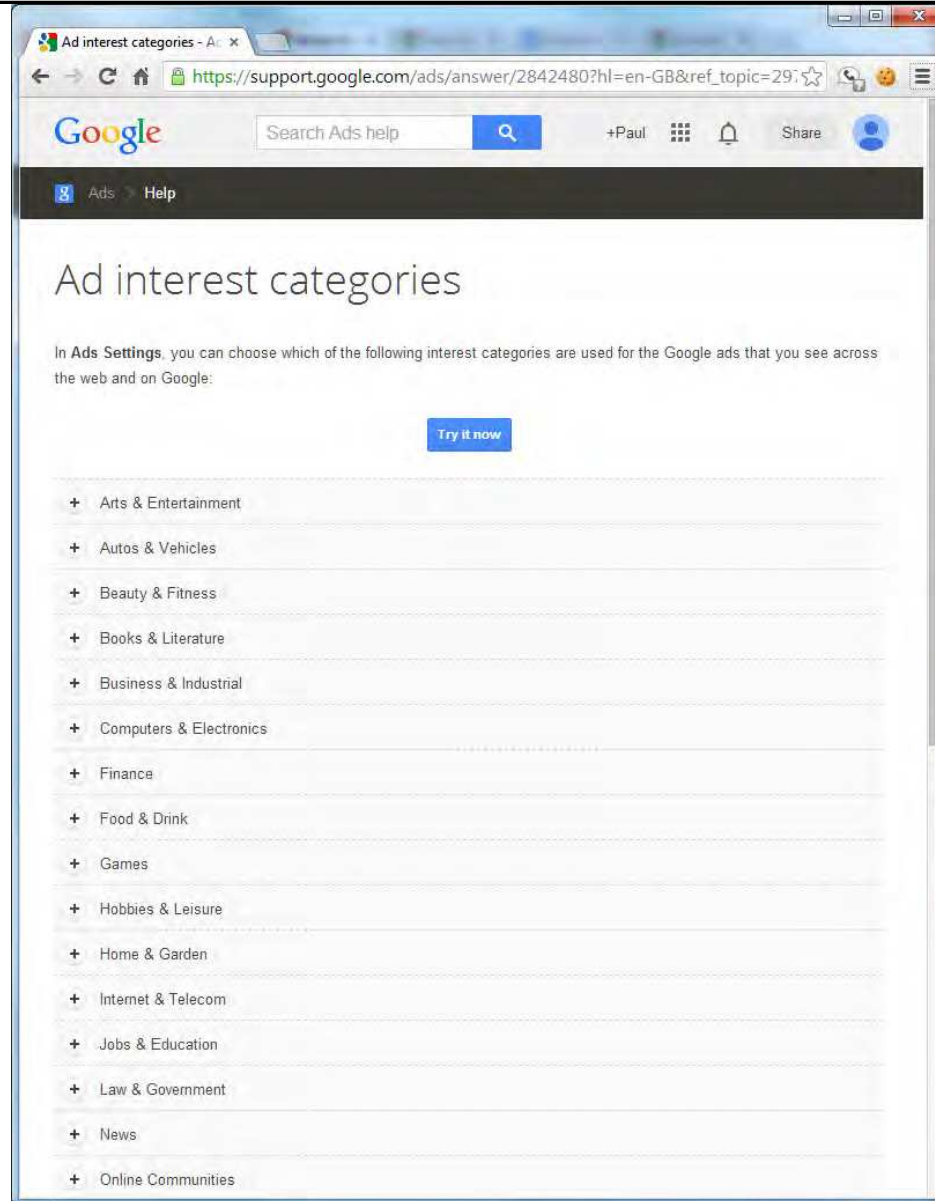 Ad interest categories - Ac
https://support.google.com/ads/answer/2842480?hl=en-GB&ref_topic=297
Google
Search Ads help
+Paul
Share
g Ads > Help
Ad interest categories
In Ads Settings, you can choose which of the following interest categories are used for the Google ads that you see across
the web and on Google:
Try it now
+ Arts & Entertainment
+ Autos & Vehicles
+ Beauty & Fitness
+ Books & Literature
+ Business & Industrial
+ Computers & Electronics
+ Finance
+ Food & Drink
+ Games
+ Hobbies & Leisure
+ Home & Garden
+ Internet & Telecom
+ Jobs & Education
+ Law & Government
+ News
+ Online Communities